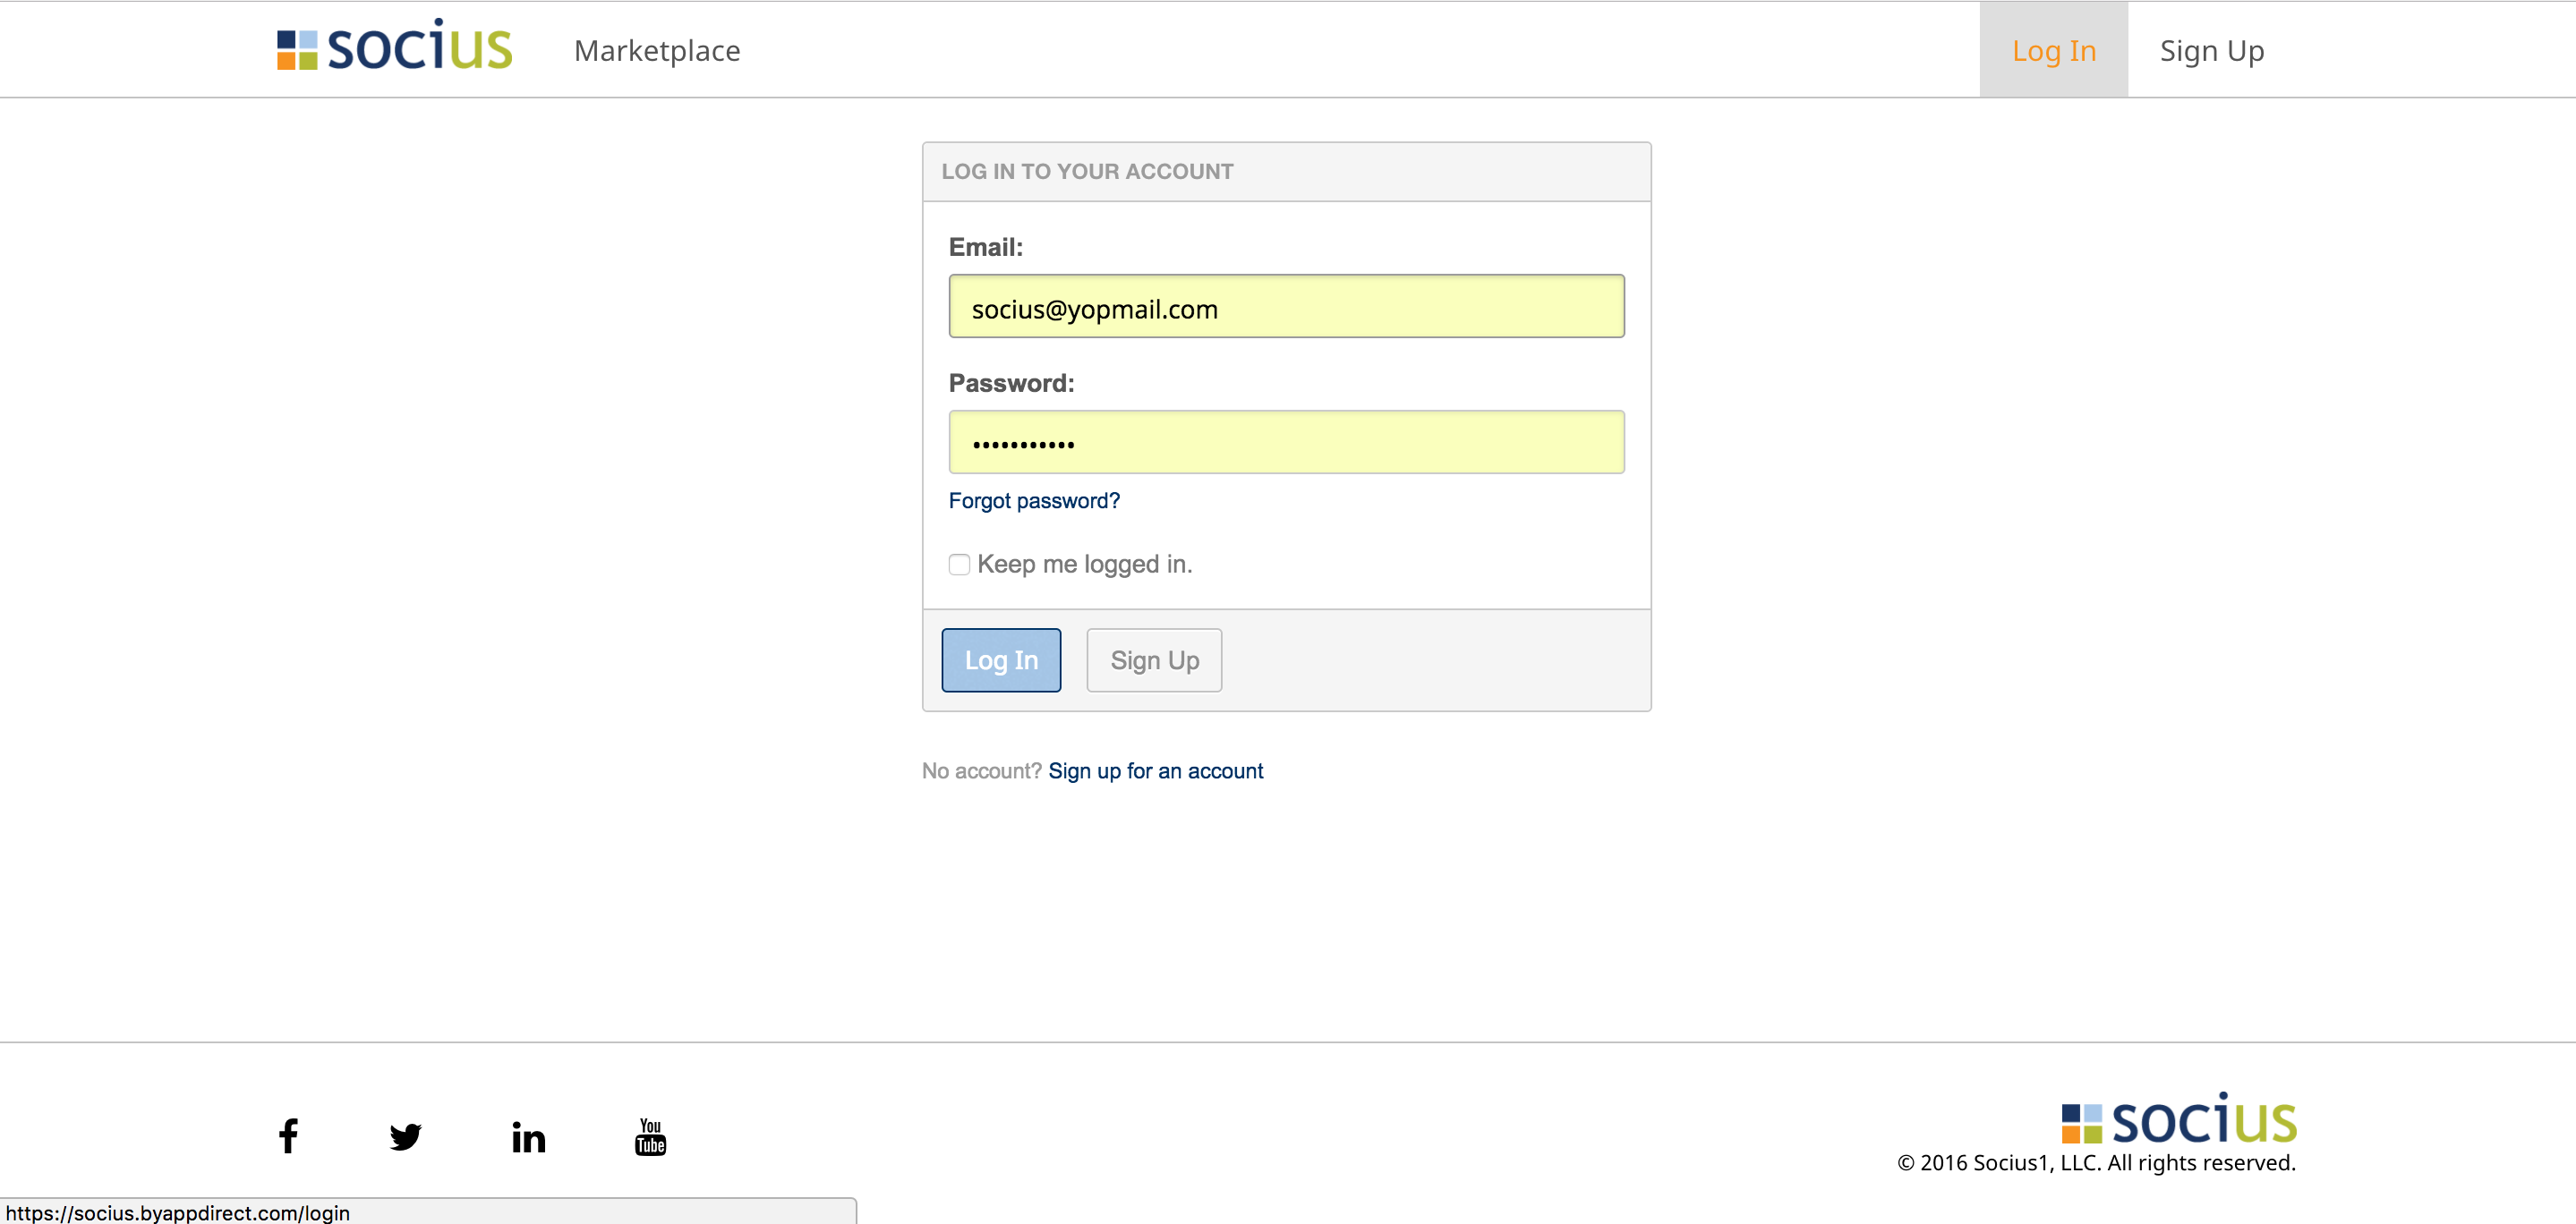 socius Marketplace Log In Sign Up
LOG IN TO YOUR ACCOUNT
Email:
socius@yopmail.com
Password:
•••••••••••
Forgot password?
Keep me logged in.
Log In Sign Up
No account? Sign up for an account
You
Tube
in
socius
© 2016 Socius1, LLC. All rights reserved.
https://socius.byappdirect.com/login